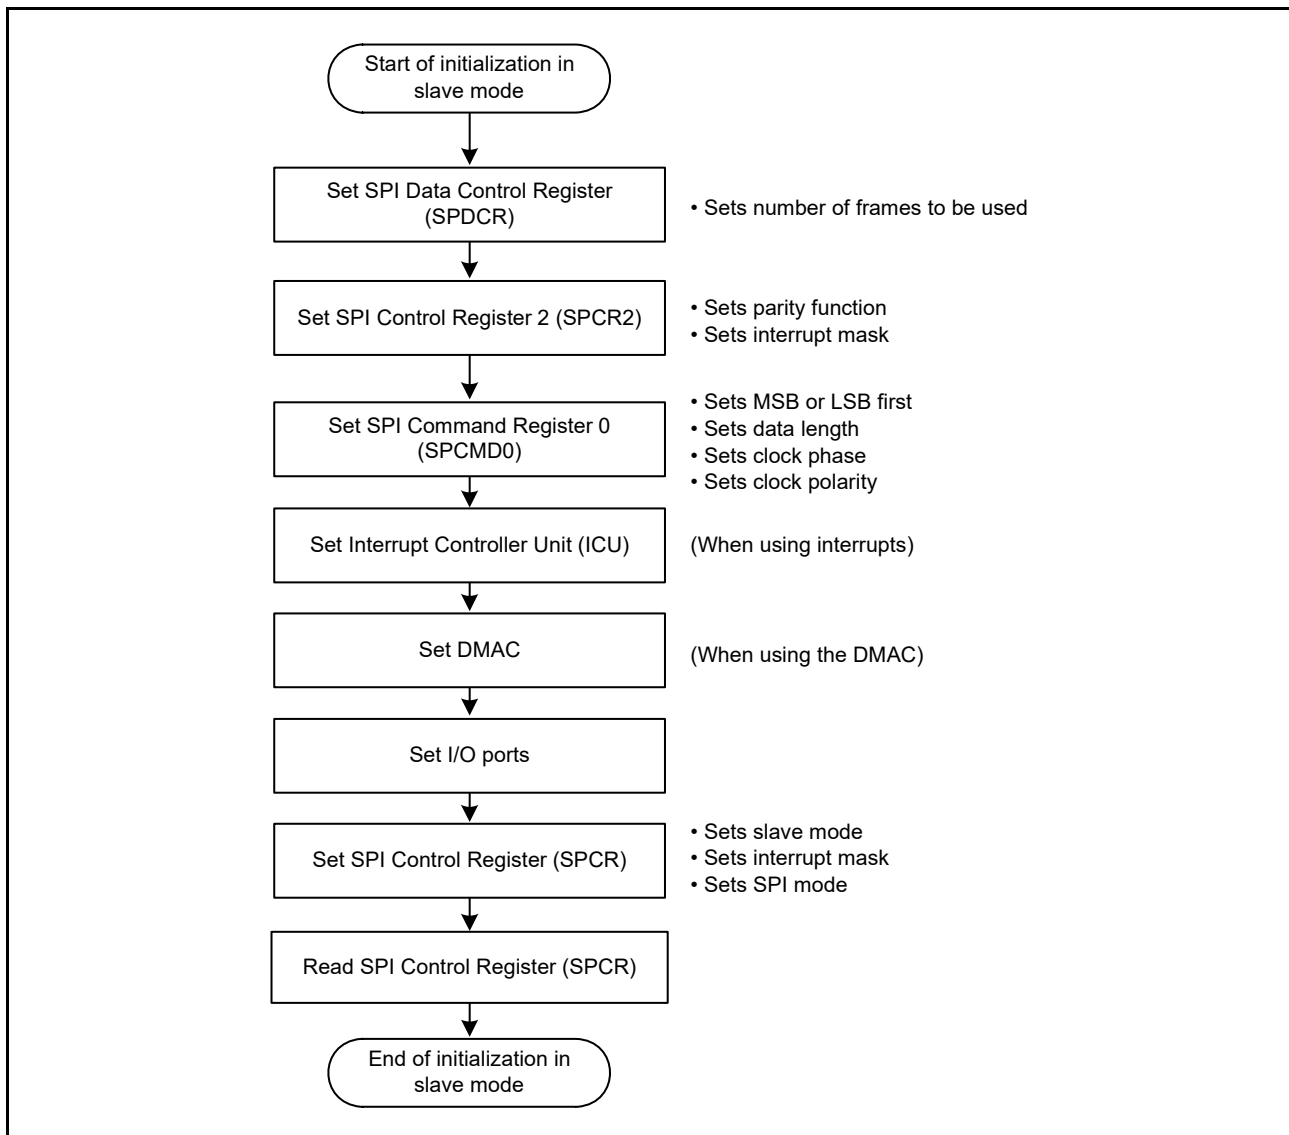 Start of initialization in
slave mode
Set SPI Data Control Register
(SPDCR)
• Sets number of frames to be used
Set SPI Control Register 2 (SPCR2)
• Sets parity function
• Sets interrupt mask
Set SPI Command Register 0
(SPCMD0)
• Sets MSB or LSB first
• Sets data length
• Sets clock phase
• Sets clock polarity
Set Interrupt Controller Unit (ICU)
(When using interrupts)
Set DMAC
(When using the DMAC)
Set I/O ports
Set SPI Control Register (SPCR)
• Sets slave mode
• Sets interrupt mask
• Sets SPI mode
Read SPI Control Register (SPCR)
End of initialization in
slave mode